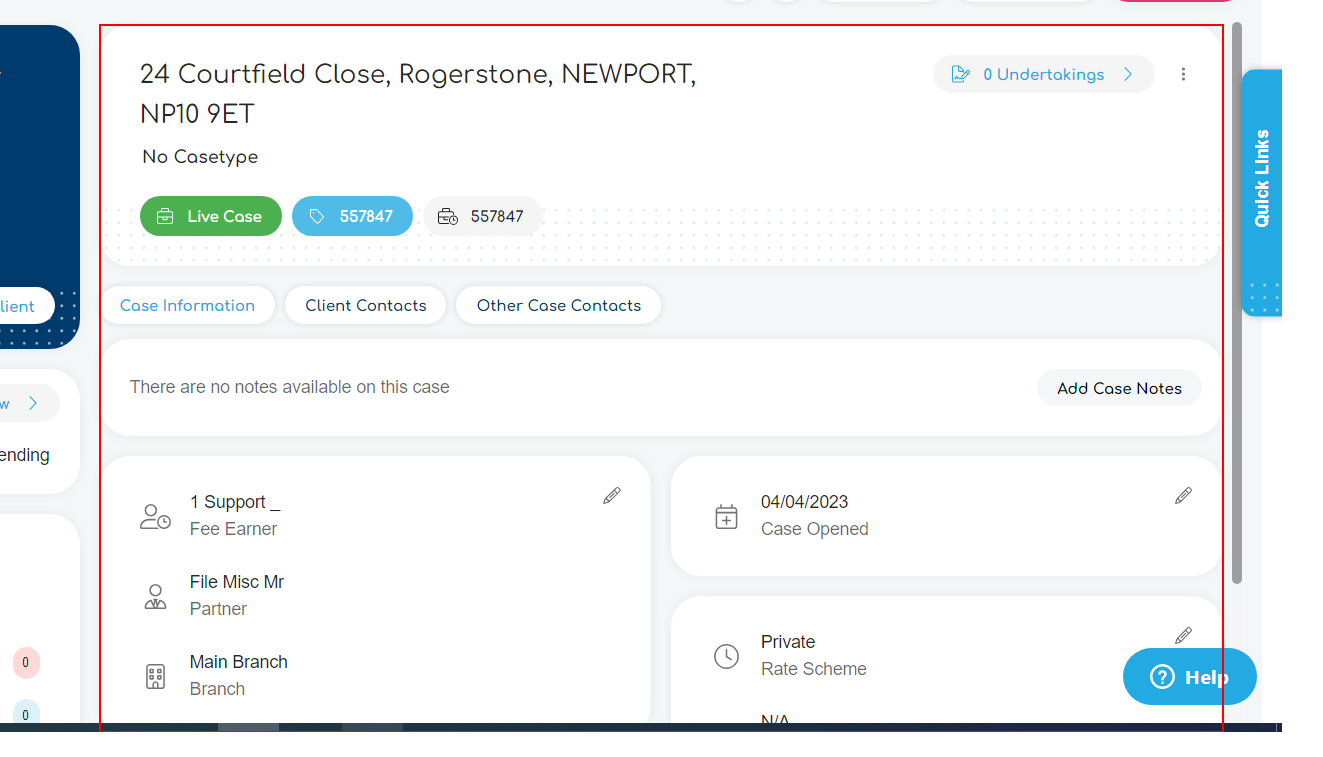 24 Courtfield Close, Rogerstone, NEWPORT,
NP10 9ET
0 Undertakings
No Casetype
Live Case
557847
557847
Quick Links
lient
Case Information
Client Contacts
Other Case Contacts
There are no notes available on this case
Add Case Notes
w
ending
1 Support _
Fee Earner
04/04/2023
Case Opened
File Misc Mr
Partner
Private
Rate Scheme
Main Branch
Branch
0
0
Help
N/A